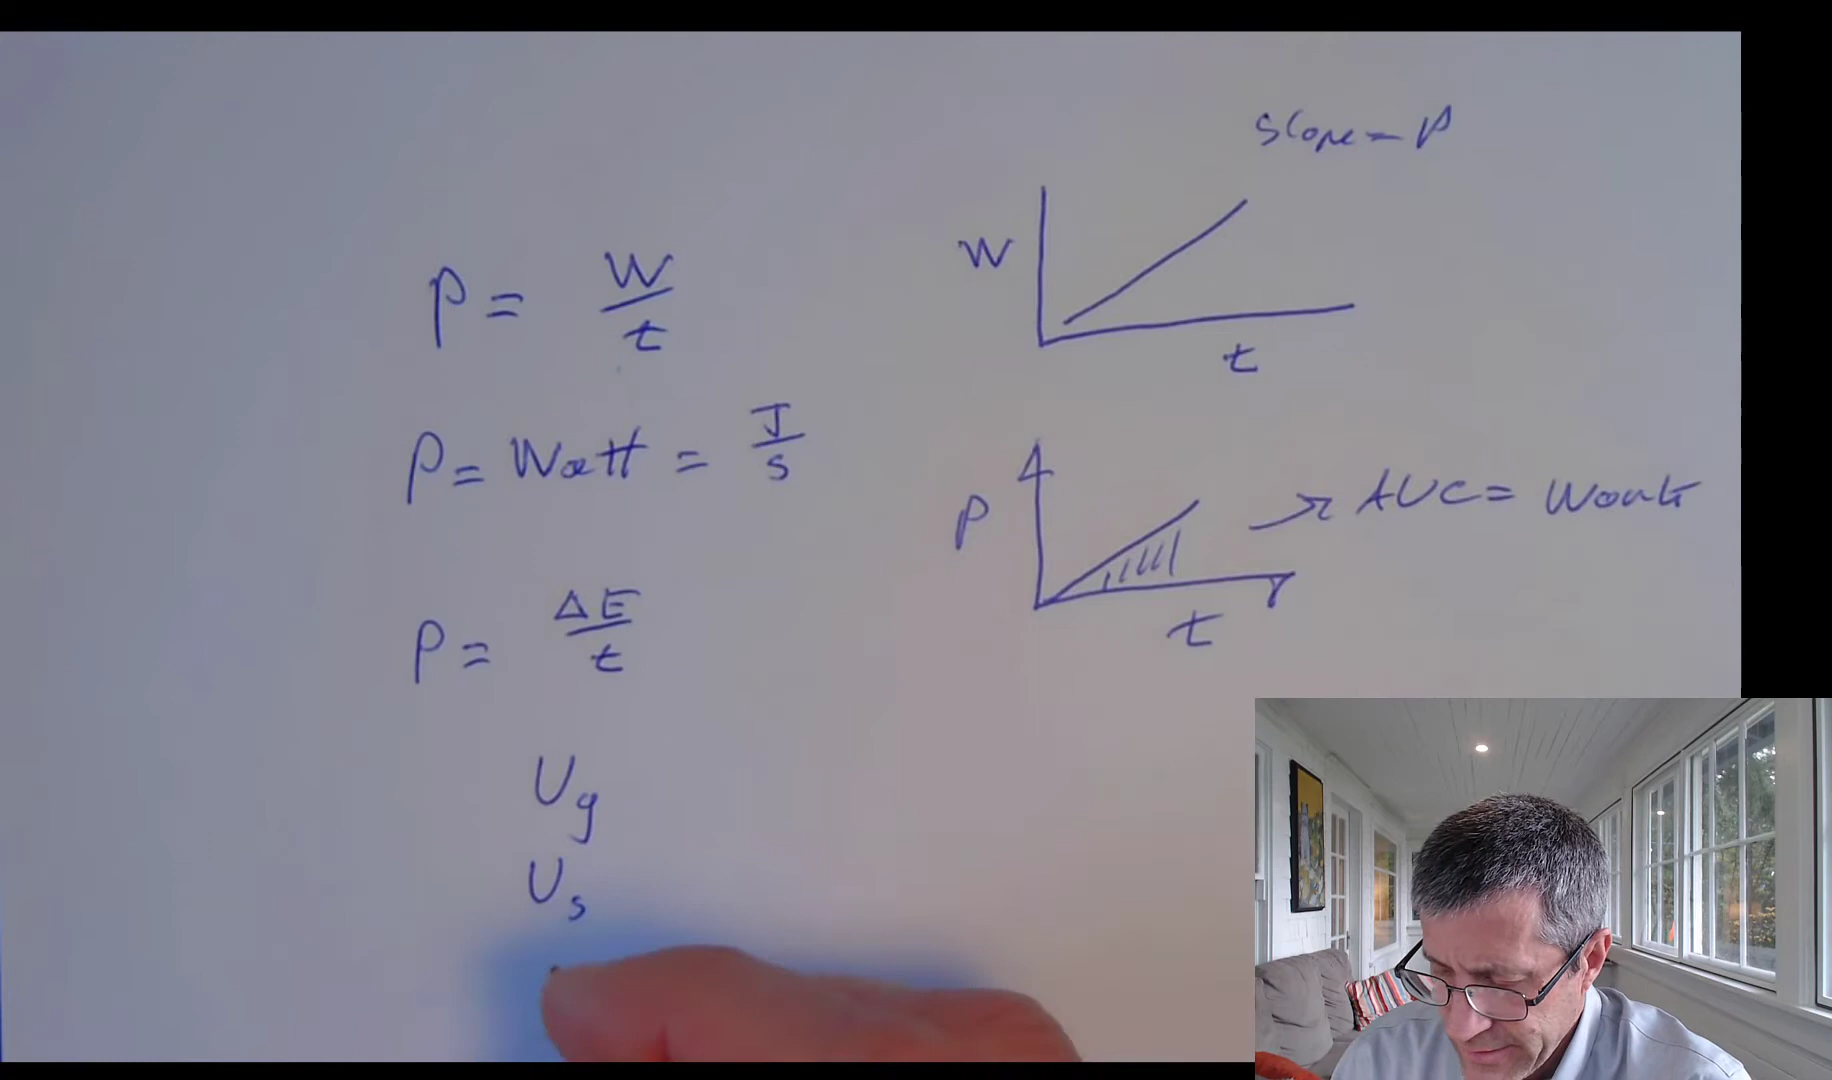 P = W/t
P = Watt = J/s
P = ΔE/t
Ug
Us
slope = P
W
t
P
t
→ AUC = Work